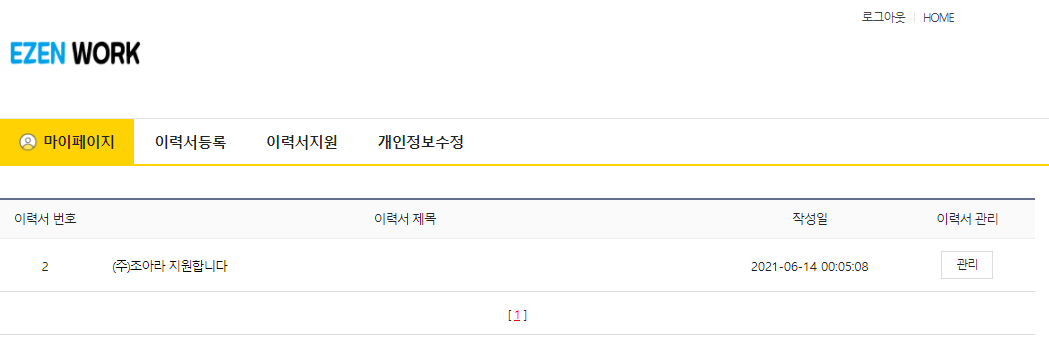 로그아웃 | HOME
EZEN WORK
마이페이지 이력서등록 이력서지원 개인정보수정
이력서 번호 이력서 제목 작성일 이력서 관리
2 (주)조아라 지원합니다 2021-06-14 00:05:08 관리
[ 1 ]